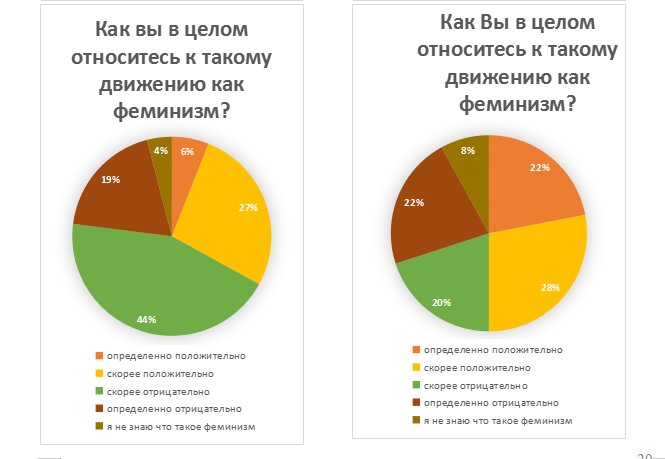 Как вы в целом
относитесь к такому
движению как
феминизм?
4%
6%
19%
27%
44%
определенно положительно
скорее положительно
скорее отрицательно
определенно отрицательно
я не знаю что такое феминизм
Как Вы в целом
относитесь к такому
движению как
феминизм?
8%
22%
22%
28%
20%
определенно положительно
скорее положительно
скорее отрицательно
определенно отрицательно
я не знаю что такое феминизм